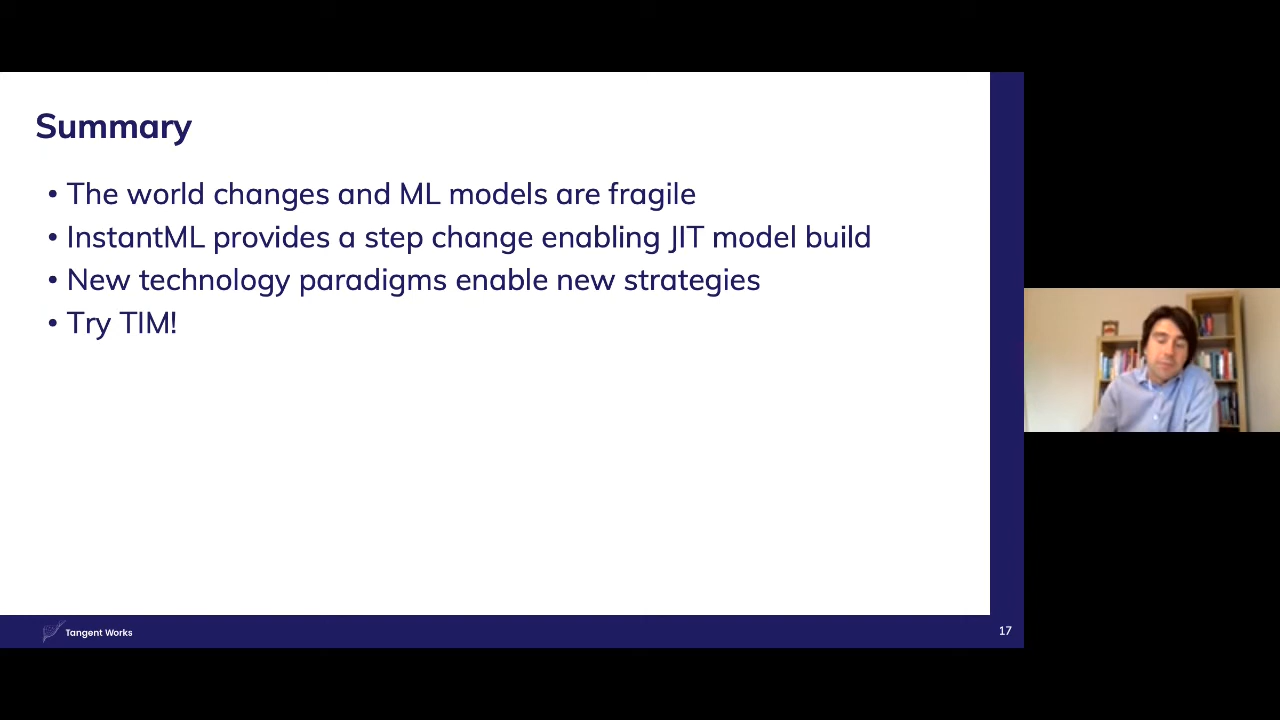 Summary
• The world changes and ML models are fragile
• InstantML provides a step change enabling JIT model build
• New technology paradigms enable new strategies
• Try TIM!
Tangent Works
17